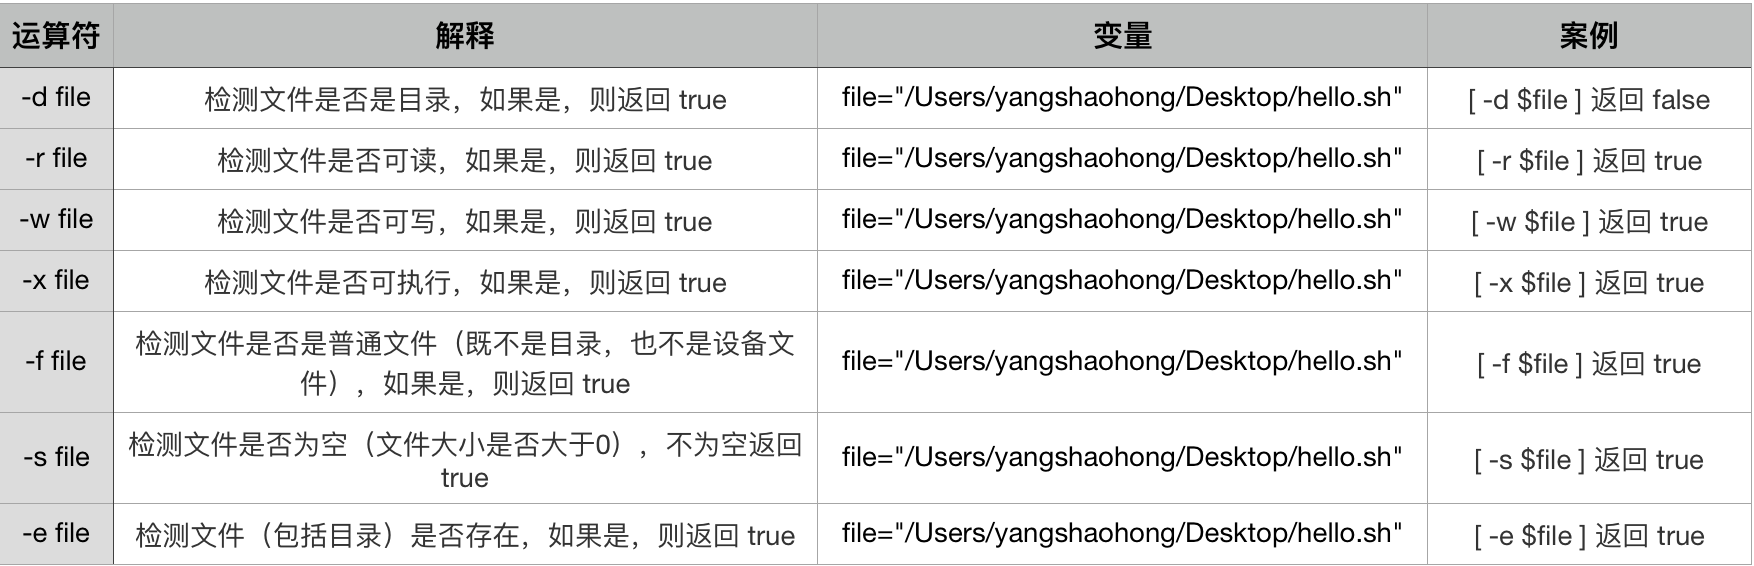 运算符 解释 变量 案例
-d file 检测文件是否是目录，如果是，则返回 true file="/Users/yangshaohong/Desktop/hello.sh" [ -d $file ] 返回 false
-r file 检测文件是否可读，如果是，则返回 true file="/Users/yangshaohong/Desktop/hello.sh" [ -r $file ] 返回 true
-w file 检测文件是否可写，如果是，则返回 true file="/Users/yangshaohong/Desktop/hello.sh" [ -w $file ] 返回 true
-x file 检测文件是否可执行，如果是，则返回 true file="/Users/yangshaohong/Desktop/hello.sh" [ -x $file ] 返回 true
-f file 检测文件是否是普通文件（既不是目录，也不是设备文
件），如果是，则返回 true file="/Users/yangshaohong/Desktop/hello.sh" [ -f $file ] 返回 true
-s file 检测文件是否为空（文件大小是否大于0），不为空返回
true file="/Users/yangshaohong/Desktop/hello.sh" [ -s $file ] 返回 true
-e file 检测文件（包括目录）是否存在，如果是，则返回 true file="/Users/yangshaohong/Desktop/hello.sh" [ -e $file ] 返回 true